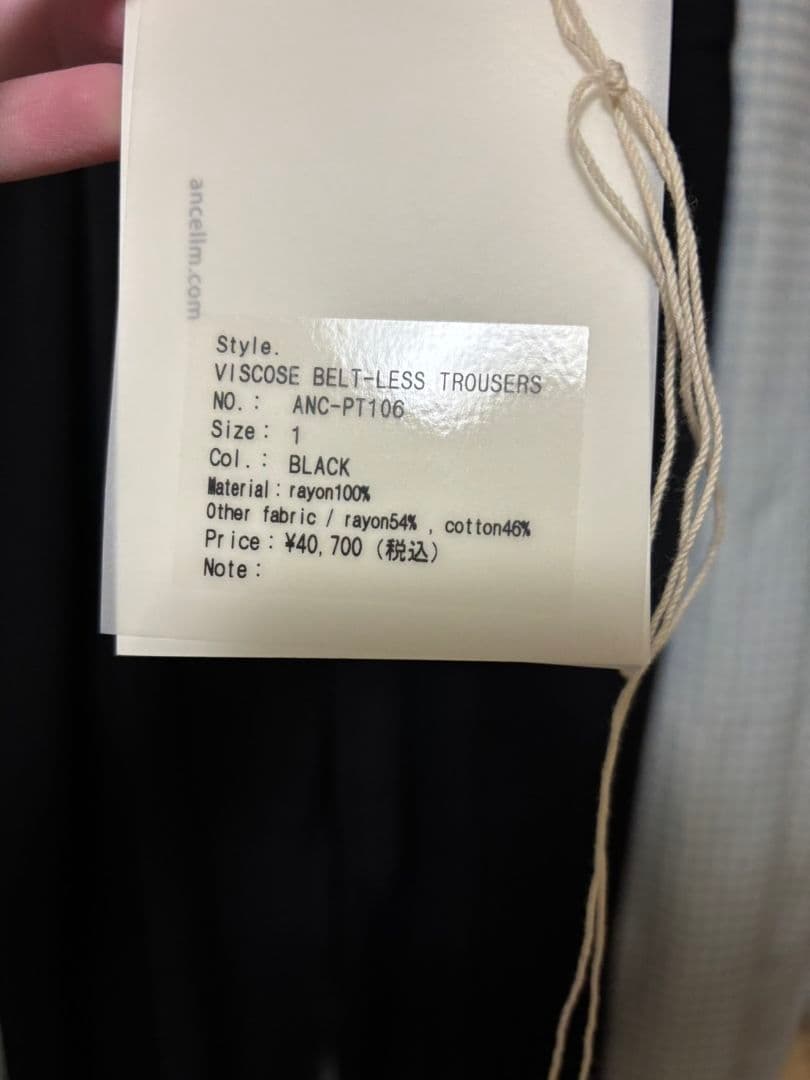 ancellm.com
Style.
VISCOSE BELT-LESS TROUSERS
NO.: ANC-PT106
Size: 1
Col.: BLACK
Material:rayon100%
Other fabric / rayon54% , cotton46%
Price:¥40,700 (税込)
Note: